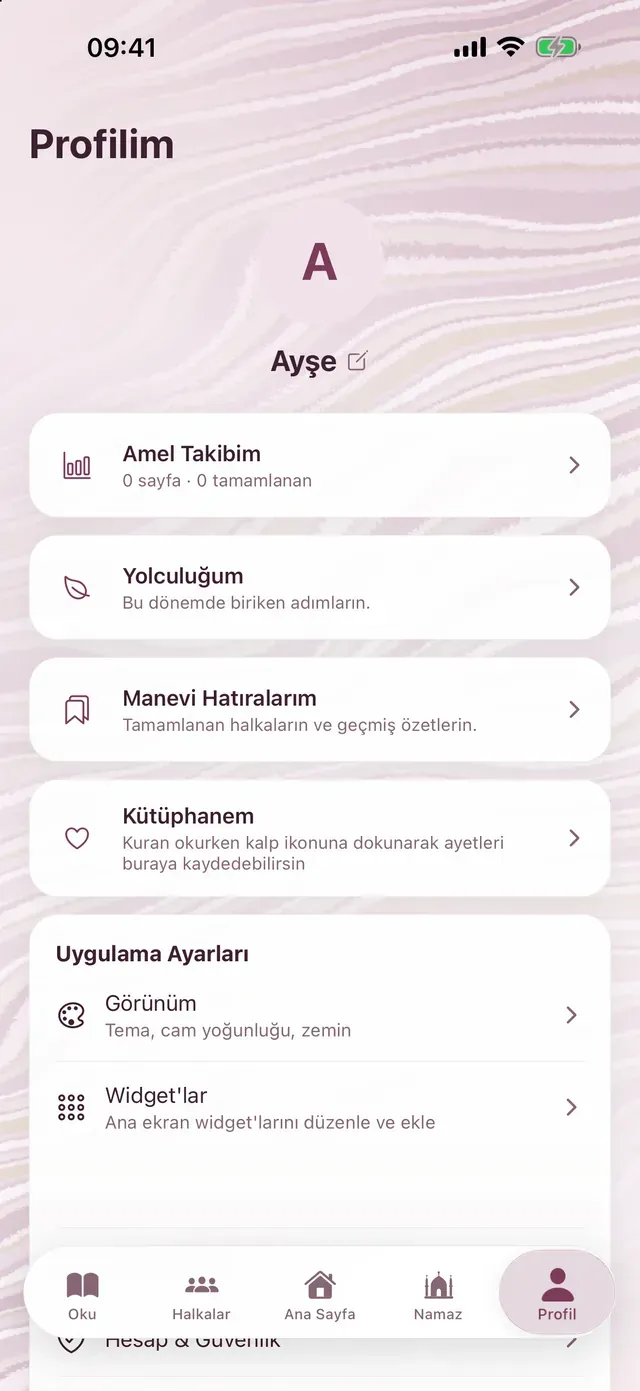 09:41
Profilim
A
Ayşe
Amel Takibim
0 sayfa · 0 tamamlanan
Yolculuğum
Bu dönemde biriken adımların.
Manevi Hatıralarım
Tamamlanan halkaların ve geçmiş özetlerin.
Kütüphanem
Kuran okurken kalp ikonuna dokunarak ayetleri
buraya kaydedebilirsin
Uygulama Ayarları
Görünüm
Tema, cam yoğunluğu, zemin
Widget'lar
Ana ekran widget'larını düzenle ve ekle
Oku
Halkalar
Ana Sayfa
Namaz
Profil
Hesap & Güvenlik